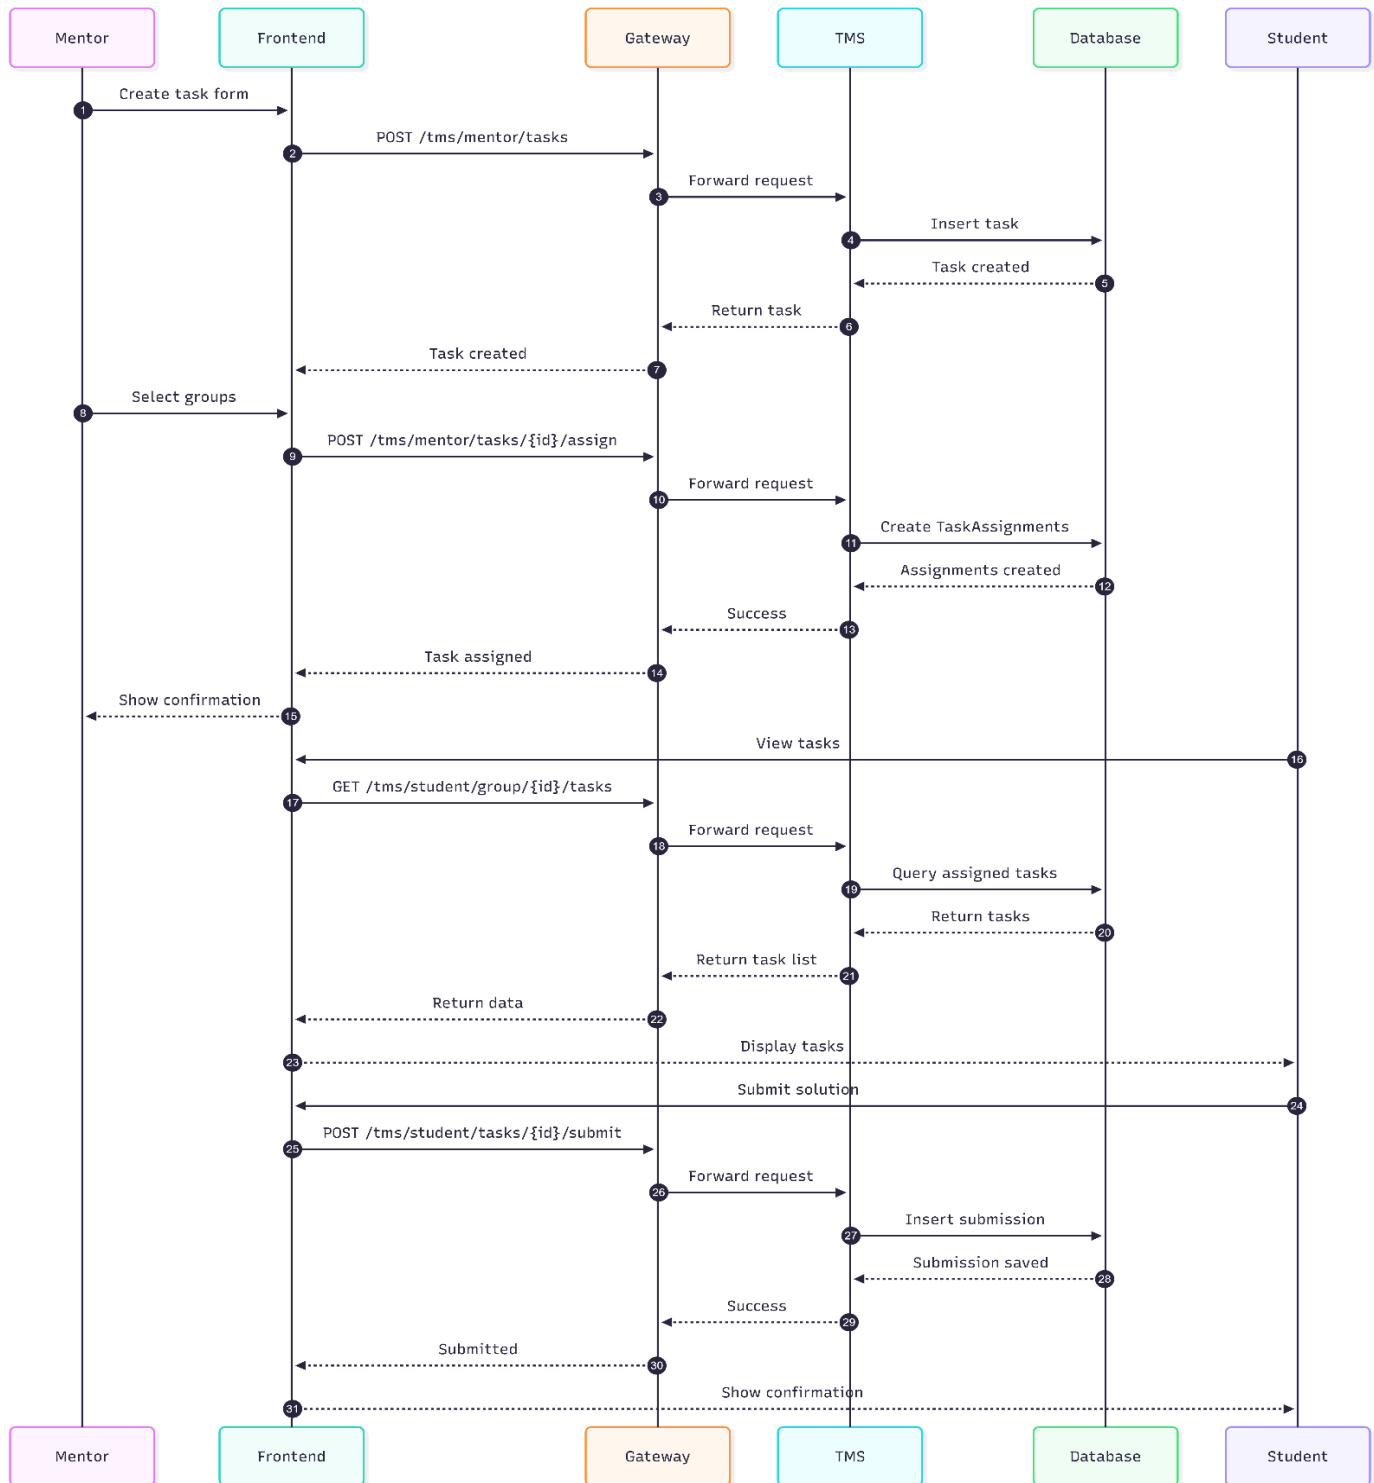 Mentor
Frontend
Gateway
TMS
Database
Student
Create task form
1
POST /tms/mentor/tasks
2
Forward request
3
Insert task
4
Task created
5
Return task
6
Task created
7
Select groups
8
POST /tms/mentor/tasks/{id}/assign
9
Forward request
10
Create TaskAssignments
11
Assignments created
12
Success
13
Task assigned
14
Show confirmation
15
View tasks
16
GET /tms/student/group/{id}/tasks
17
Forward request
18
Query assigned tasks
19
Return tasks
20
Return task list
21
Return data
22
Display tasks
23
Submit solution
24
POST /tms/student/tasks/{id}/submit
25
Forward request
26
Insert submission
27
Submission saved
28
Success
29
Submitted
30
Show confirmation
31
Mentor
Frontend
Gateway
TMS
Database
Student